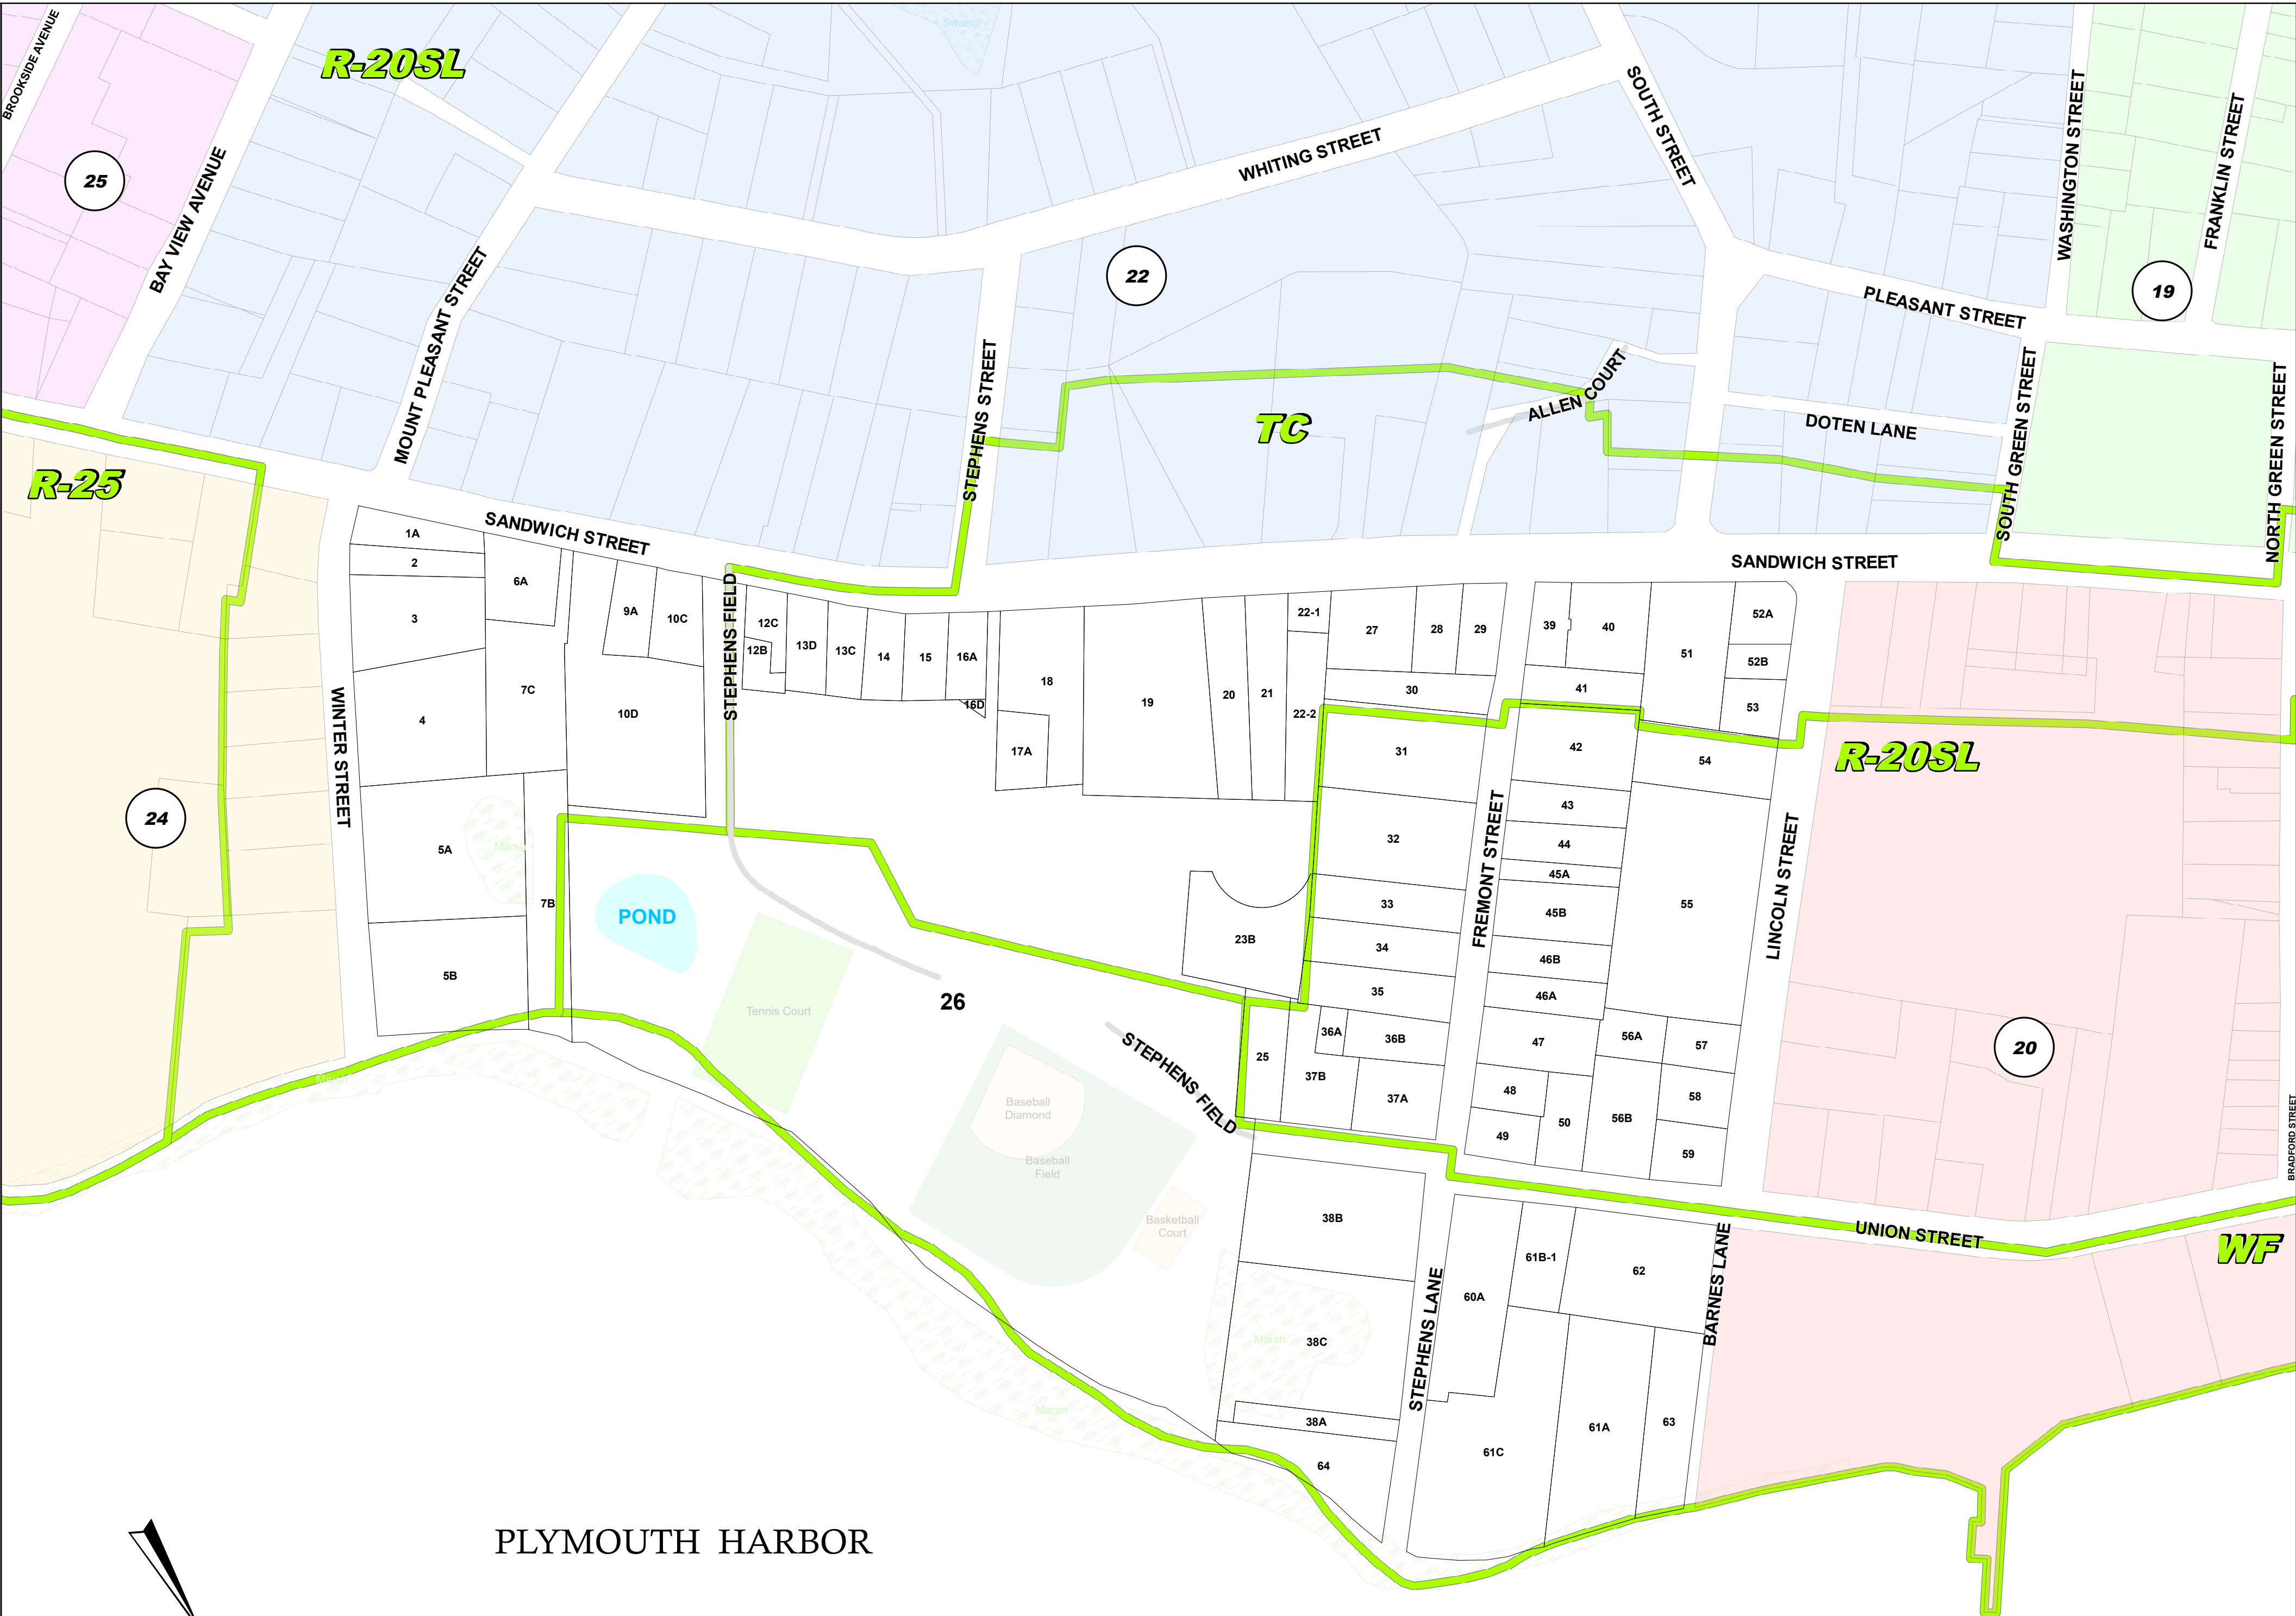 Swamp
BROOKSIDE AVENUE
R-20SL
SOUTH STREET
WASHINGTON STREET
FRANKLIN STREET
WHITING STREET
25
BAY VIEW AVENUE
22
19
MOUNT PLEASANT STREET
PLEASANT STREET
STEPHENS STREET
ALLEN COURT
TC
DOTEN LANE
SOUTH GREEN STREET
NORTH GREEN STREET
R-25
SANDWICH STREET
SANDWICH STREET
1A
2
3
4
6A
7C
9A
10C
10D
STEPHENS FIELD
12C
12B
13D
13C
14
15
16A
16D
17A
18
19
20
21
22-1
22-2
27
28
29
30
39
40
41
51
52A
52B
53
WINTER STREET
31
42
54
R-20SL
24
32
43
44
45A
45B
46B
46A
33
34
35
FREMONT STREET
55
LINCOLN STREET
5A
Marsh
7B
5B
POND
23B
Tennis Court
26
STEPHENS FIELD
25
36A
36B
37B
37A
47
48
49
50
56A
56B
57
58
59
20
Marsh
Baseball
Diamond
Baseball
Field
Basketball
Court
BRADFORD STREET
38B
UNION STREET
WF
60A
61B-1
62
BARNES LANE
STEPHENS LANE
Marsh
38C
38A
64
61C
61A
63
Marsh
PLYMOUTH HARBOR